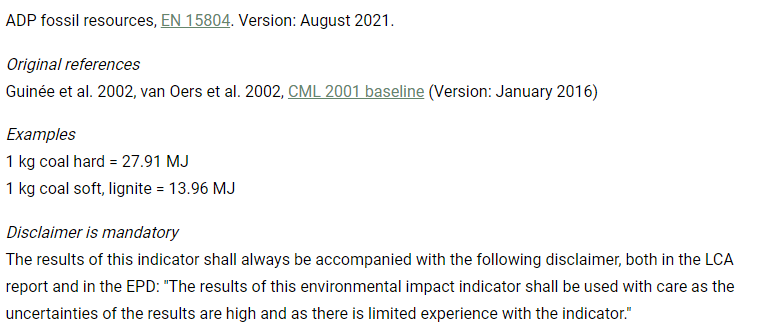 ADP fossil resources, EN 15804. Version: August 2021.
Original references
Guinée et al. 2002, van Oers et al. 2002, CML 2001 baseline (Version: January 2016)
Examples
1 kg coal hard = 27.91 MJ
1 kg coal soft, lignite = 13.96 MJ
Disclaimer is mandatory
The results of this indicator shall always be accompanied with the following disclaimer, both in the LCA
report and in the EPD: "The results of this environmental impact indicator shall be used with care as the
uncertainties of the results are high and as there is limited experience with the indicator."